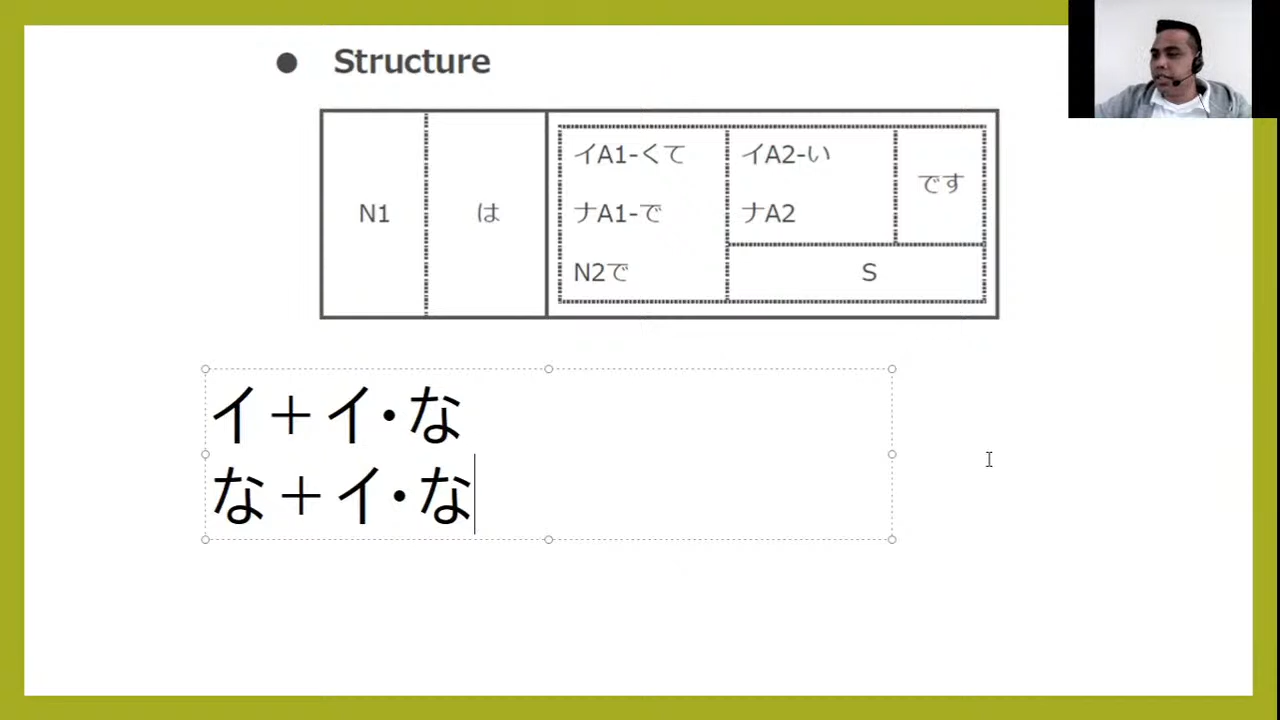 ● Structure
N1 は イA1-くて イA2-い です
ナA1-で ナA2
N2で S
イ＋イ・な
な＋イ・な